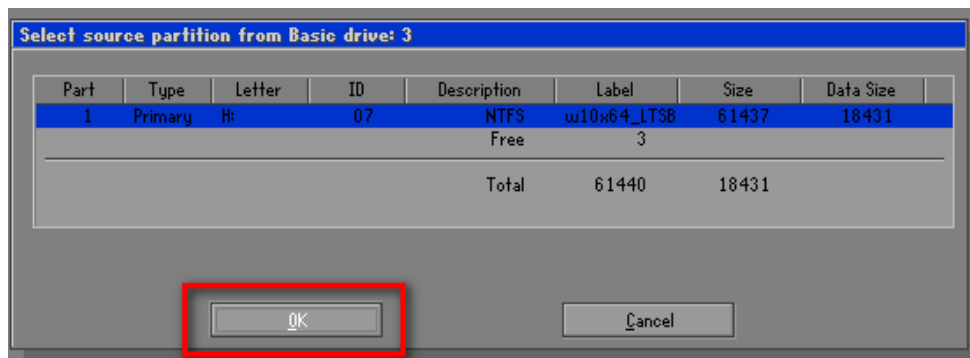 Select source partition from Basic drive: 3
Part Type Letter ID Description Label Size Data Size
1 Primary H: 07 NTFS w10x64_LTSB 61437 18431
Free 3
Total 61440 18431
OK Cancel